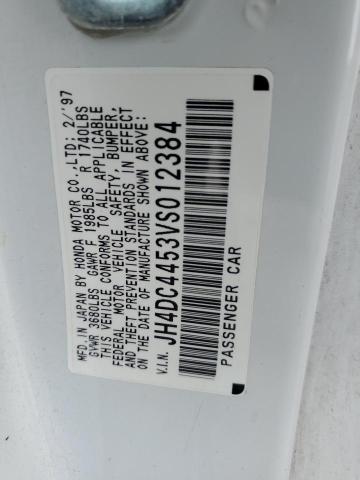 MFD. IN JAPAN BY HONDA MOTOR CO.,LTD: 2/'97
GVWR 3680LBS GAWR F 1985LBS R 1740LBS
THIS VEHICLE CONFORMS TO ALL APPLICABLE
FEDERAL MOTOR VEHICLE SAFETY, BUMPER,
AND THEFT PREVENTION STANDARDS IN EFFECT
ON THE DATE OF MANUFACTURE SHOWN ABOVE:
V.I.N. JH4DC4453VS012384
PASSENGER CAR